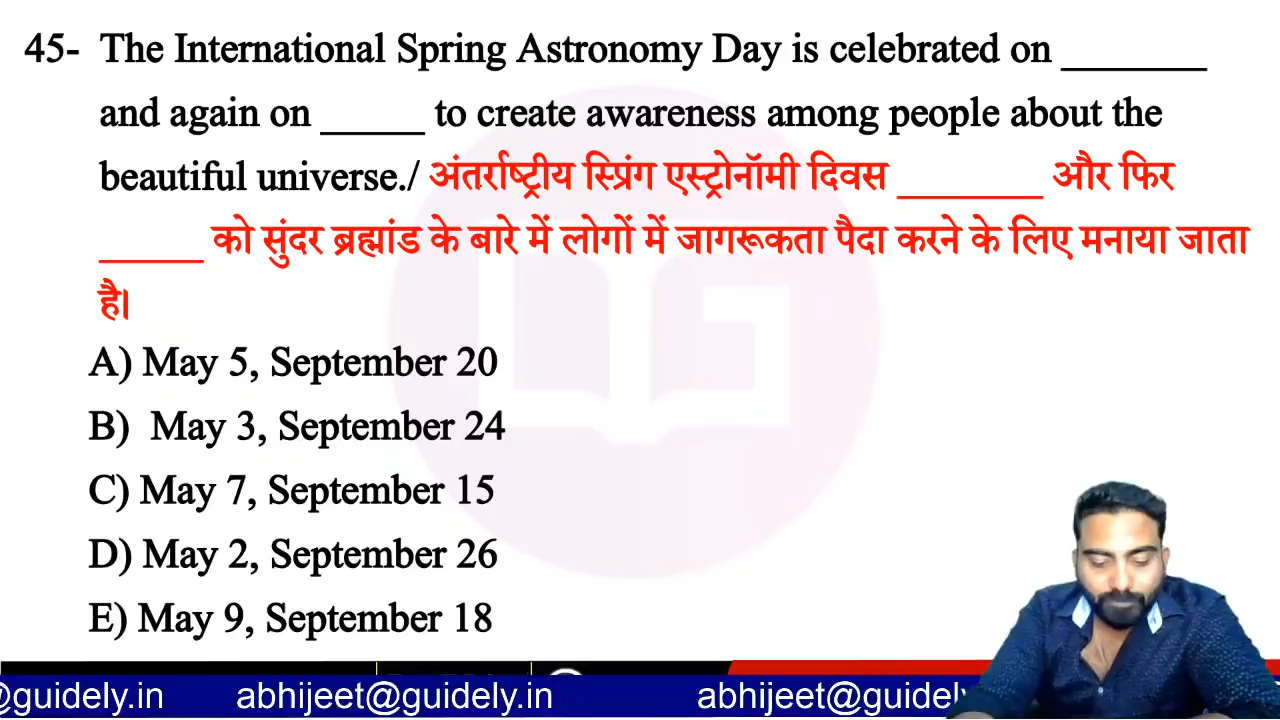 45- The International Spring Astronomy Day is celebrated on _______
and again on _____ to create awareness among people about the
beautiful universe./ अंतर्राष्ट्रीय स्प्रिंग एस्ट्रोनॉमी दिवस _______ और फिर
_____ को सुंदर ब्रह्मांड के बारे में लोगों में जागरूकता पैदा करने के लिए मनाया जाता
है।
A) May 5, September 20
B) May 3, September 24
C) May 7, September 15
D) May 2, September 26
E) May 9, September 18
@guidely.in abhijeet@guidely.in abhijeet@guidely